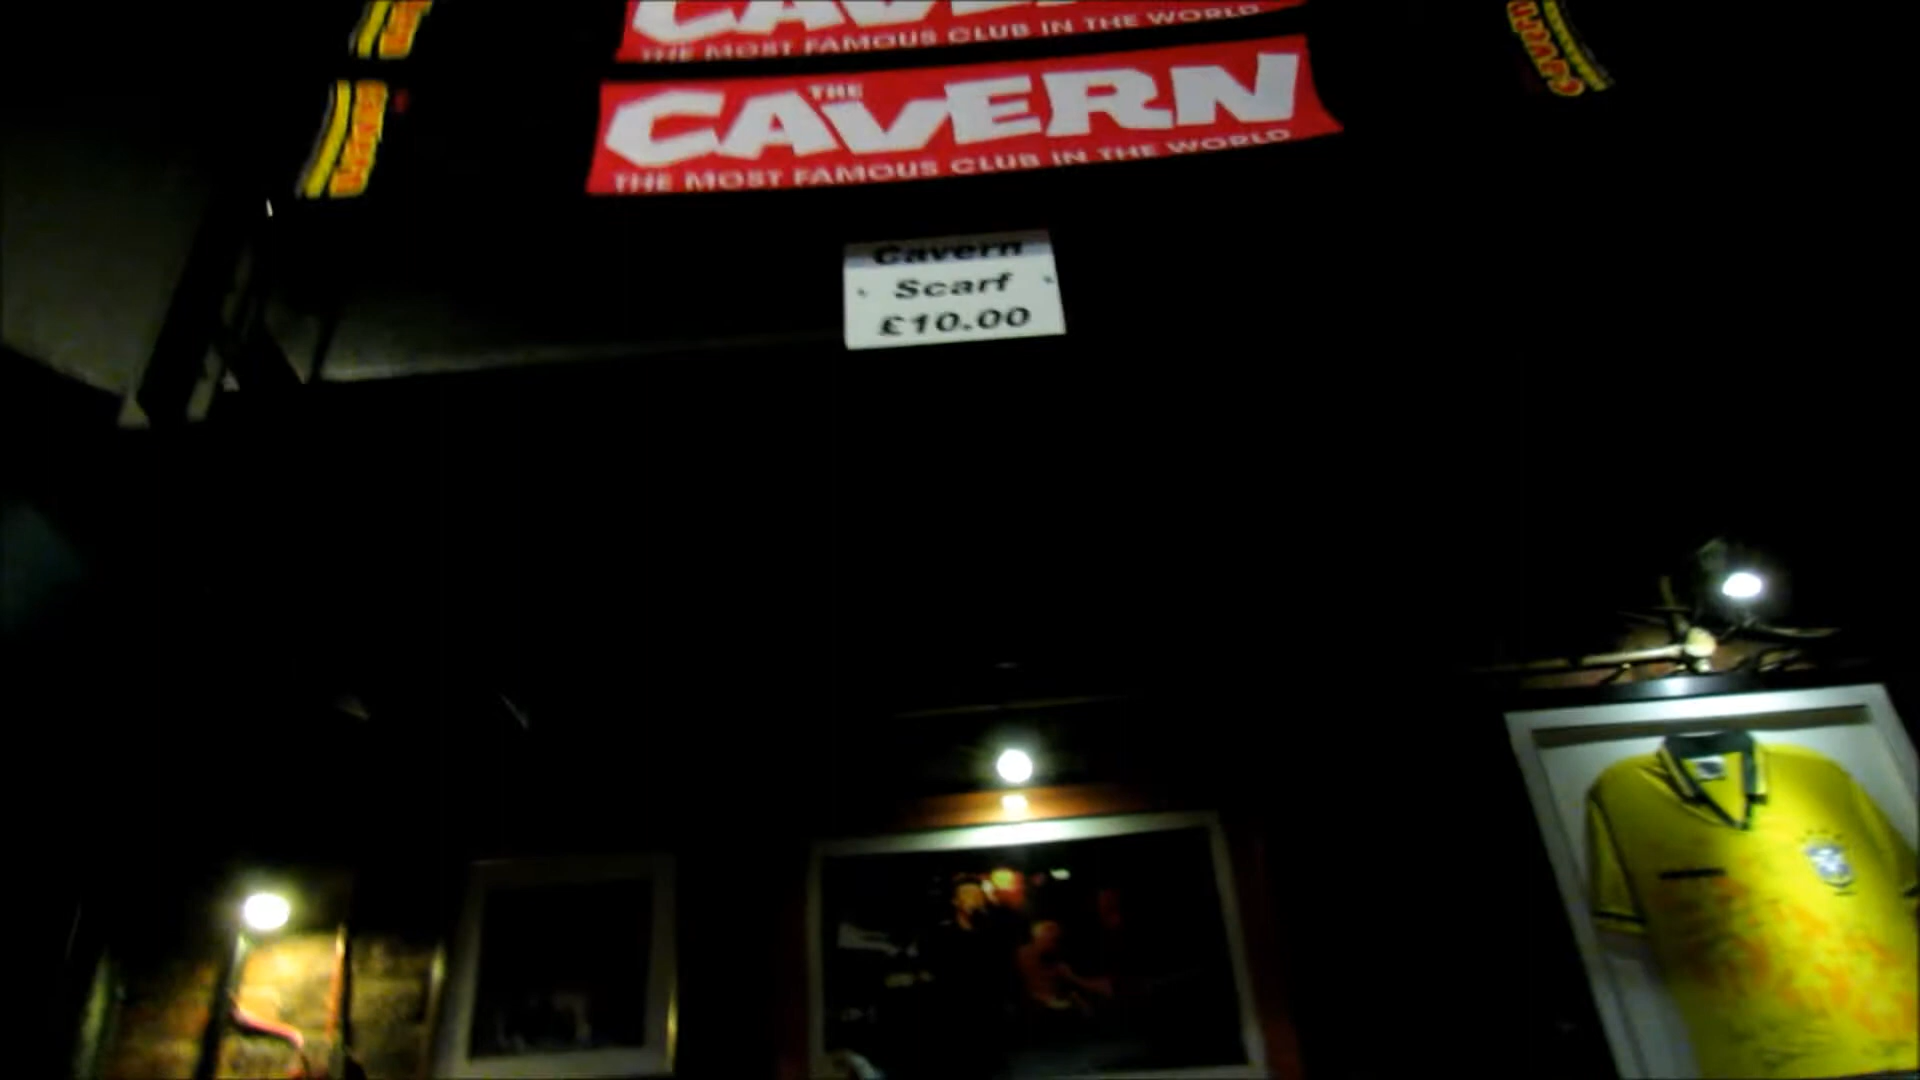 CAVERN
THE MOST FAMOUS CLUB IN THE WORLD
THE
CAVERN
THE MOST FAMOUS CLUB IN THE WORLD
Cavern
Scarf
£10.00